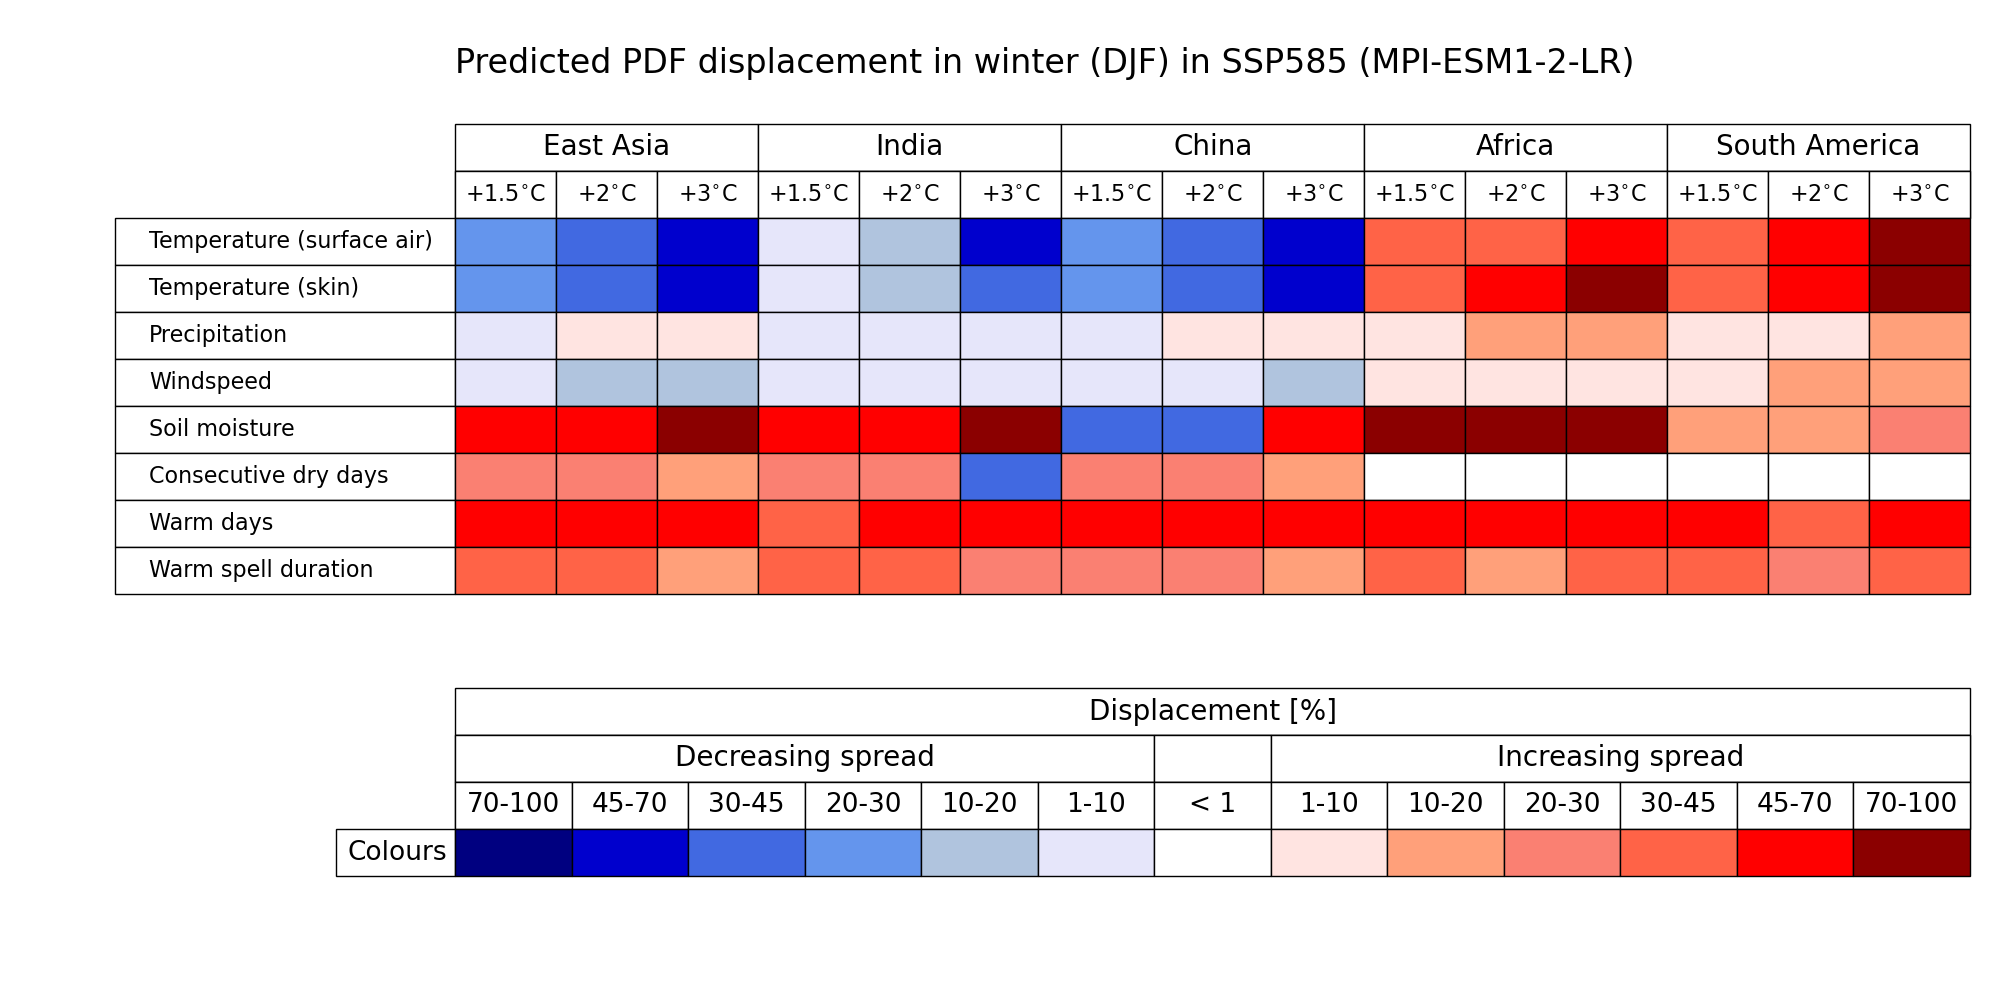 Predicted PDF displacement in winter (DJF) in SSP585 (MPI-ESM1-2-LR)
East Asia India China Africa South America
+1.5°C +2°C +3°C +1.5°C +2°C +3°C +1.5°C +2°C +3°C +1.5°C +2°C +3°C +1.5°C +2°C +3°C
Temperature (surface air)
Temperature (skin)
Precipitation
Windspeed
Soil moisture
Consecutive dry days
Warm days
Warm spell duration
Displacement [%]
Decreasing spread Increasing spread
70-100 45-70 30-45 20-30 10-20 1-10 < 1 1-10 10-20 20-30 30-45 45-70 70-100
Colours